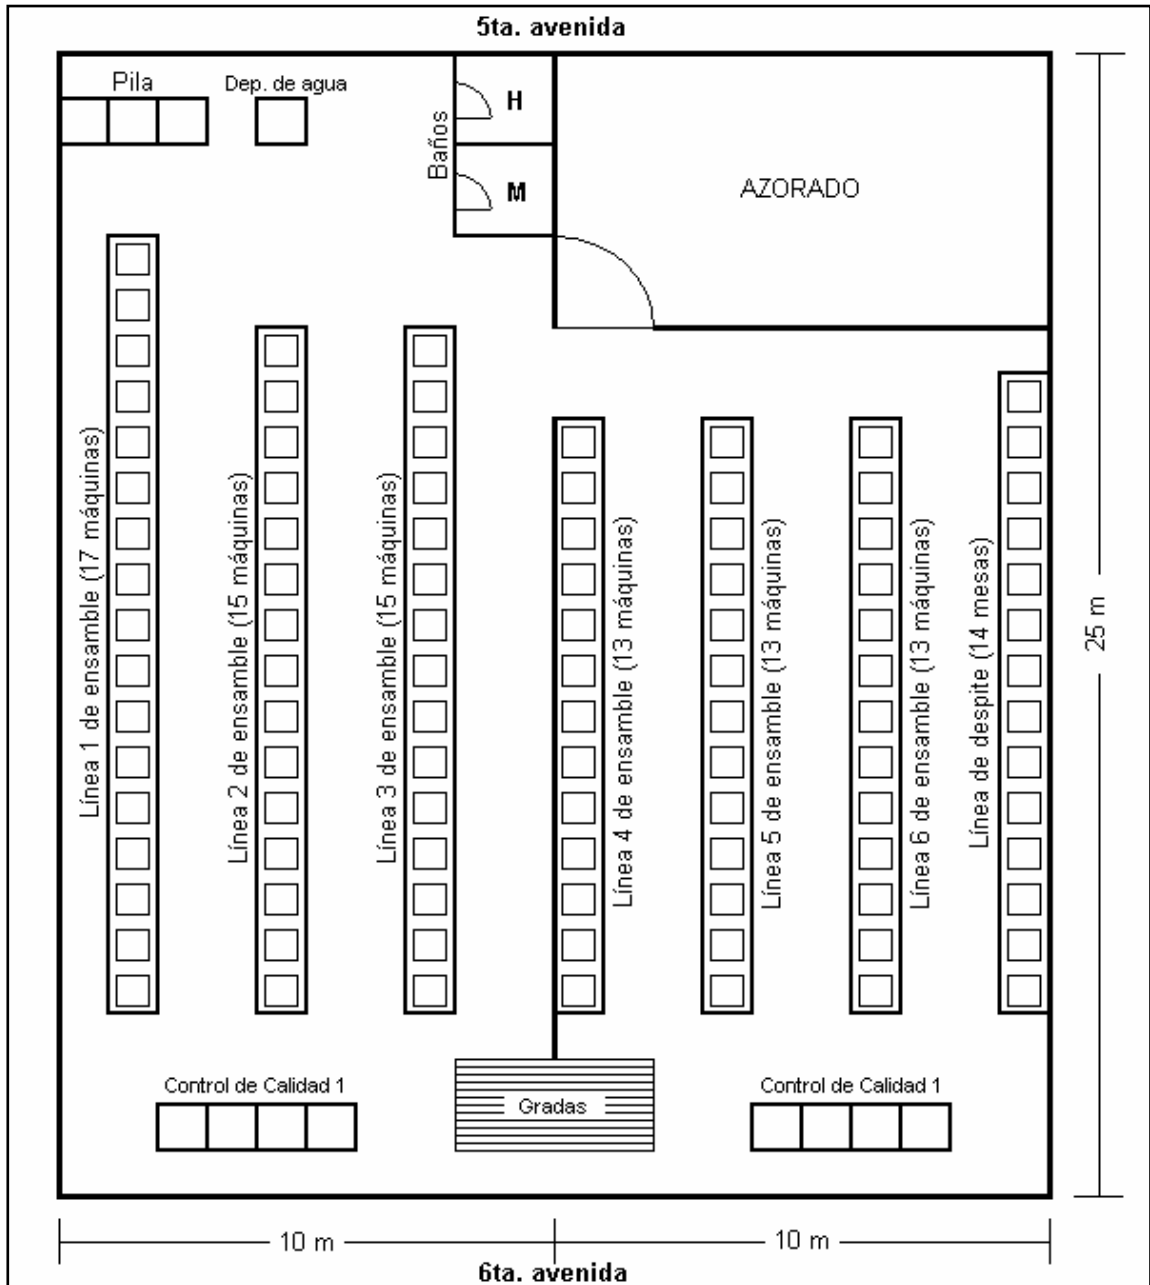 5ta. avenida
Pila
Dep. de agua
Baños
H
M
AZORADO
Línea 1 de ensamble (17 máquinas)
Línea 2 de ensamble (15 máquinas)
Línea 3 de ensamble (15 máquinas)
Línea 4 de ensamble (13 máquinas)
Línea 5 de ensamble (13 máquinas)
Línea 6 de ensamble (13 máquinas)
Línea de despite (14 mesas)
25 m
Control de Calidad 1
Gradas
Control de Calidad 1
10 m
10 m
6ta. avenida